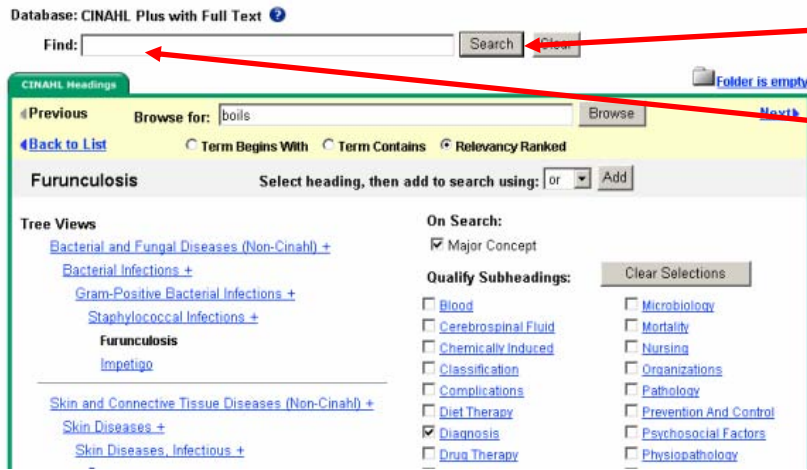 Database: CINAHL Plus with Full Text
Find: Search Clear
CINAHL Headings Folder is empty
Previous Browse for: boils Browse Next
Back to List Term Begins With Term Contains Relevancy Ranked
Furunculosis Select heading, then add to search using: or Add
Tree Views
Bacterial and Fungal Diseases (Non-Cinahl) +
Bacterial Infections +
Gram-Positive Bacterial Infections +
Staphylococcal Infections +
Furunculosis
Impetigo
Skin and Connective Tissue Diseases (Non-Cinahl) +
Skin Diseases +
Skin Diseases, Infectious +
On Search:
Major Concept
Qualify Subheadings: Clear Selections
Blood
Cerebrospinal Fluid
Chemically Induced
Classification
Complications
Diet Therapy
Diagnosis
Drug Therapy
Microbiology
Mortality
Nursing
Organizations
Pathology
Prevention And Control
Psychosocial Factors
Physiopathology